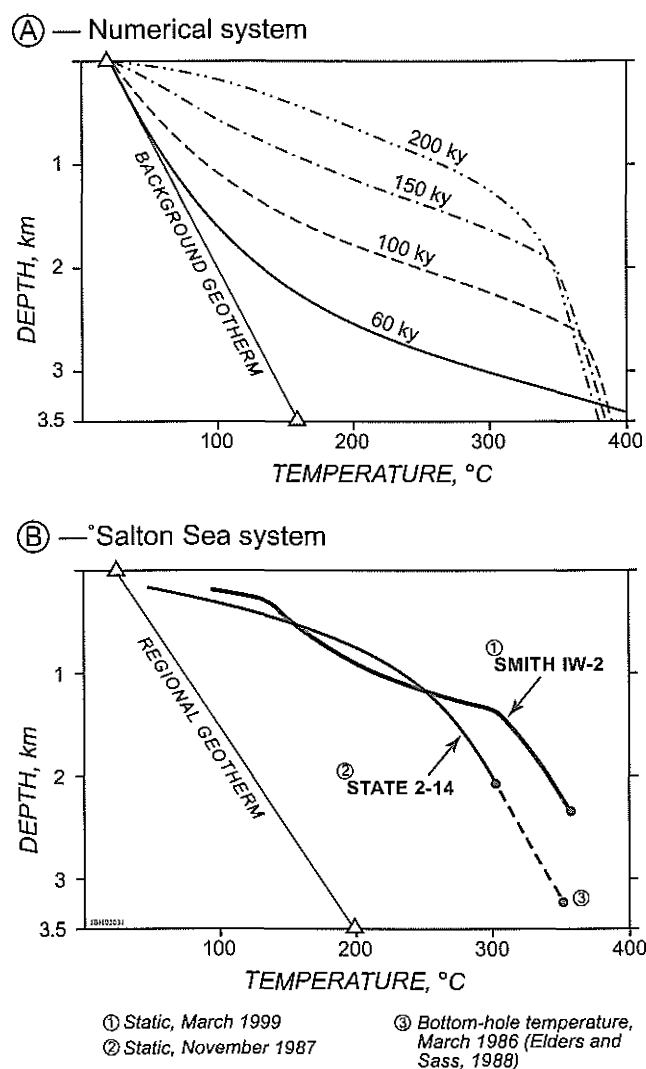 Ⓐ — Numerical system
200 ky
150 ky
100 ky
60 ky
BACKGROUND GEOTHERM
DEPTH, km
1
2
3
3.5
100
200
300
400
TEMPERATURE, °C
Ⓑ — °Salton Sea system
① SMITH IW-2
② STATE 2-14
③
REGIONAL GEOTHERM
DEPTH, km
1
2
3
3.5
100
200
300
400
TEMPERATURE, °C
① Static, March 1999
② Static, November 1987
③ Bottom-hole temperature,
March 1986 (Elders and
Sass, 1988)